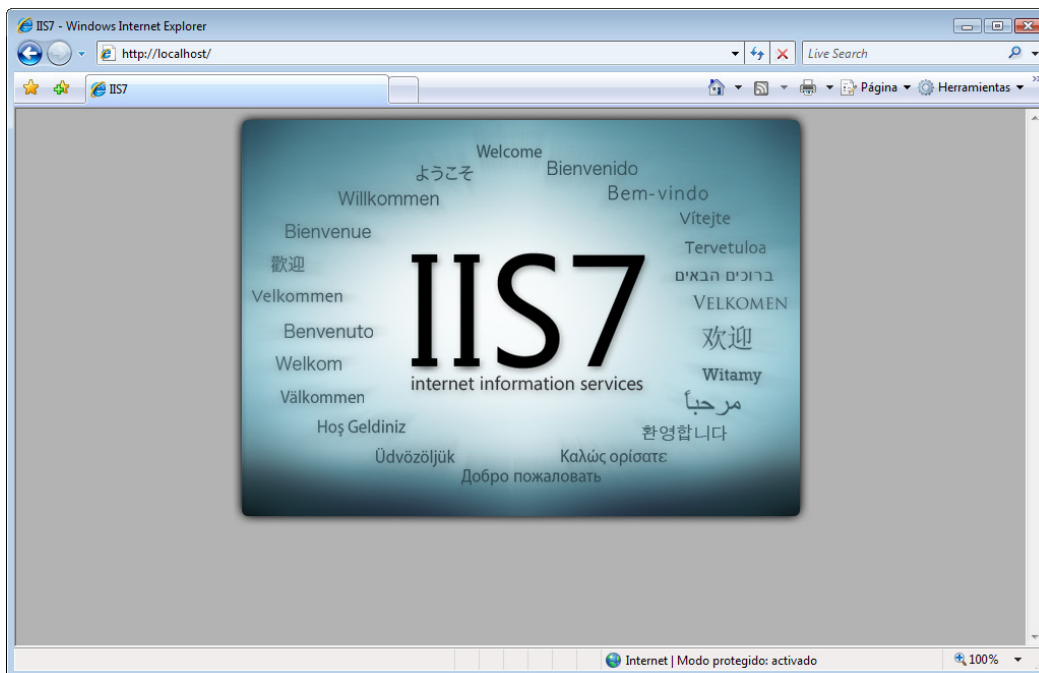 IIS7 - Windows Internet Explorer
http://localhost/
Live Search
IIS7
Página
Herramientas
Welcome
ようこそ
Bienvenido
Willkommen
Bem-vindo
Vítejte
Bienvenue
Tervetuloa
歡迎
ברוכים הבאים
Velkommen
VELKOMEN
Benvenuto
欢迎
Welkom
Witamy
Välkommen
مرحباً
Hoş Geldiniz
환영합니다
Üdvözöljük
Καλώς ορίσατε
Добро пожаловать
IIS7
internet information services
Internet | Modo protegido: activado
100%